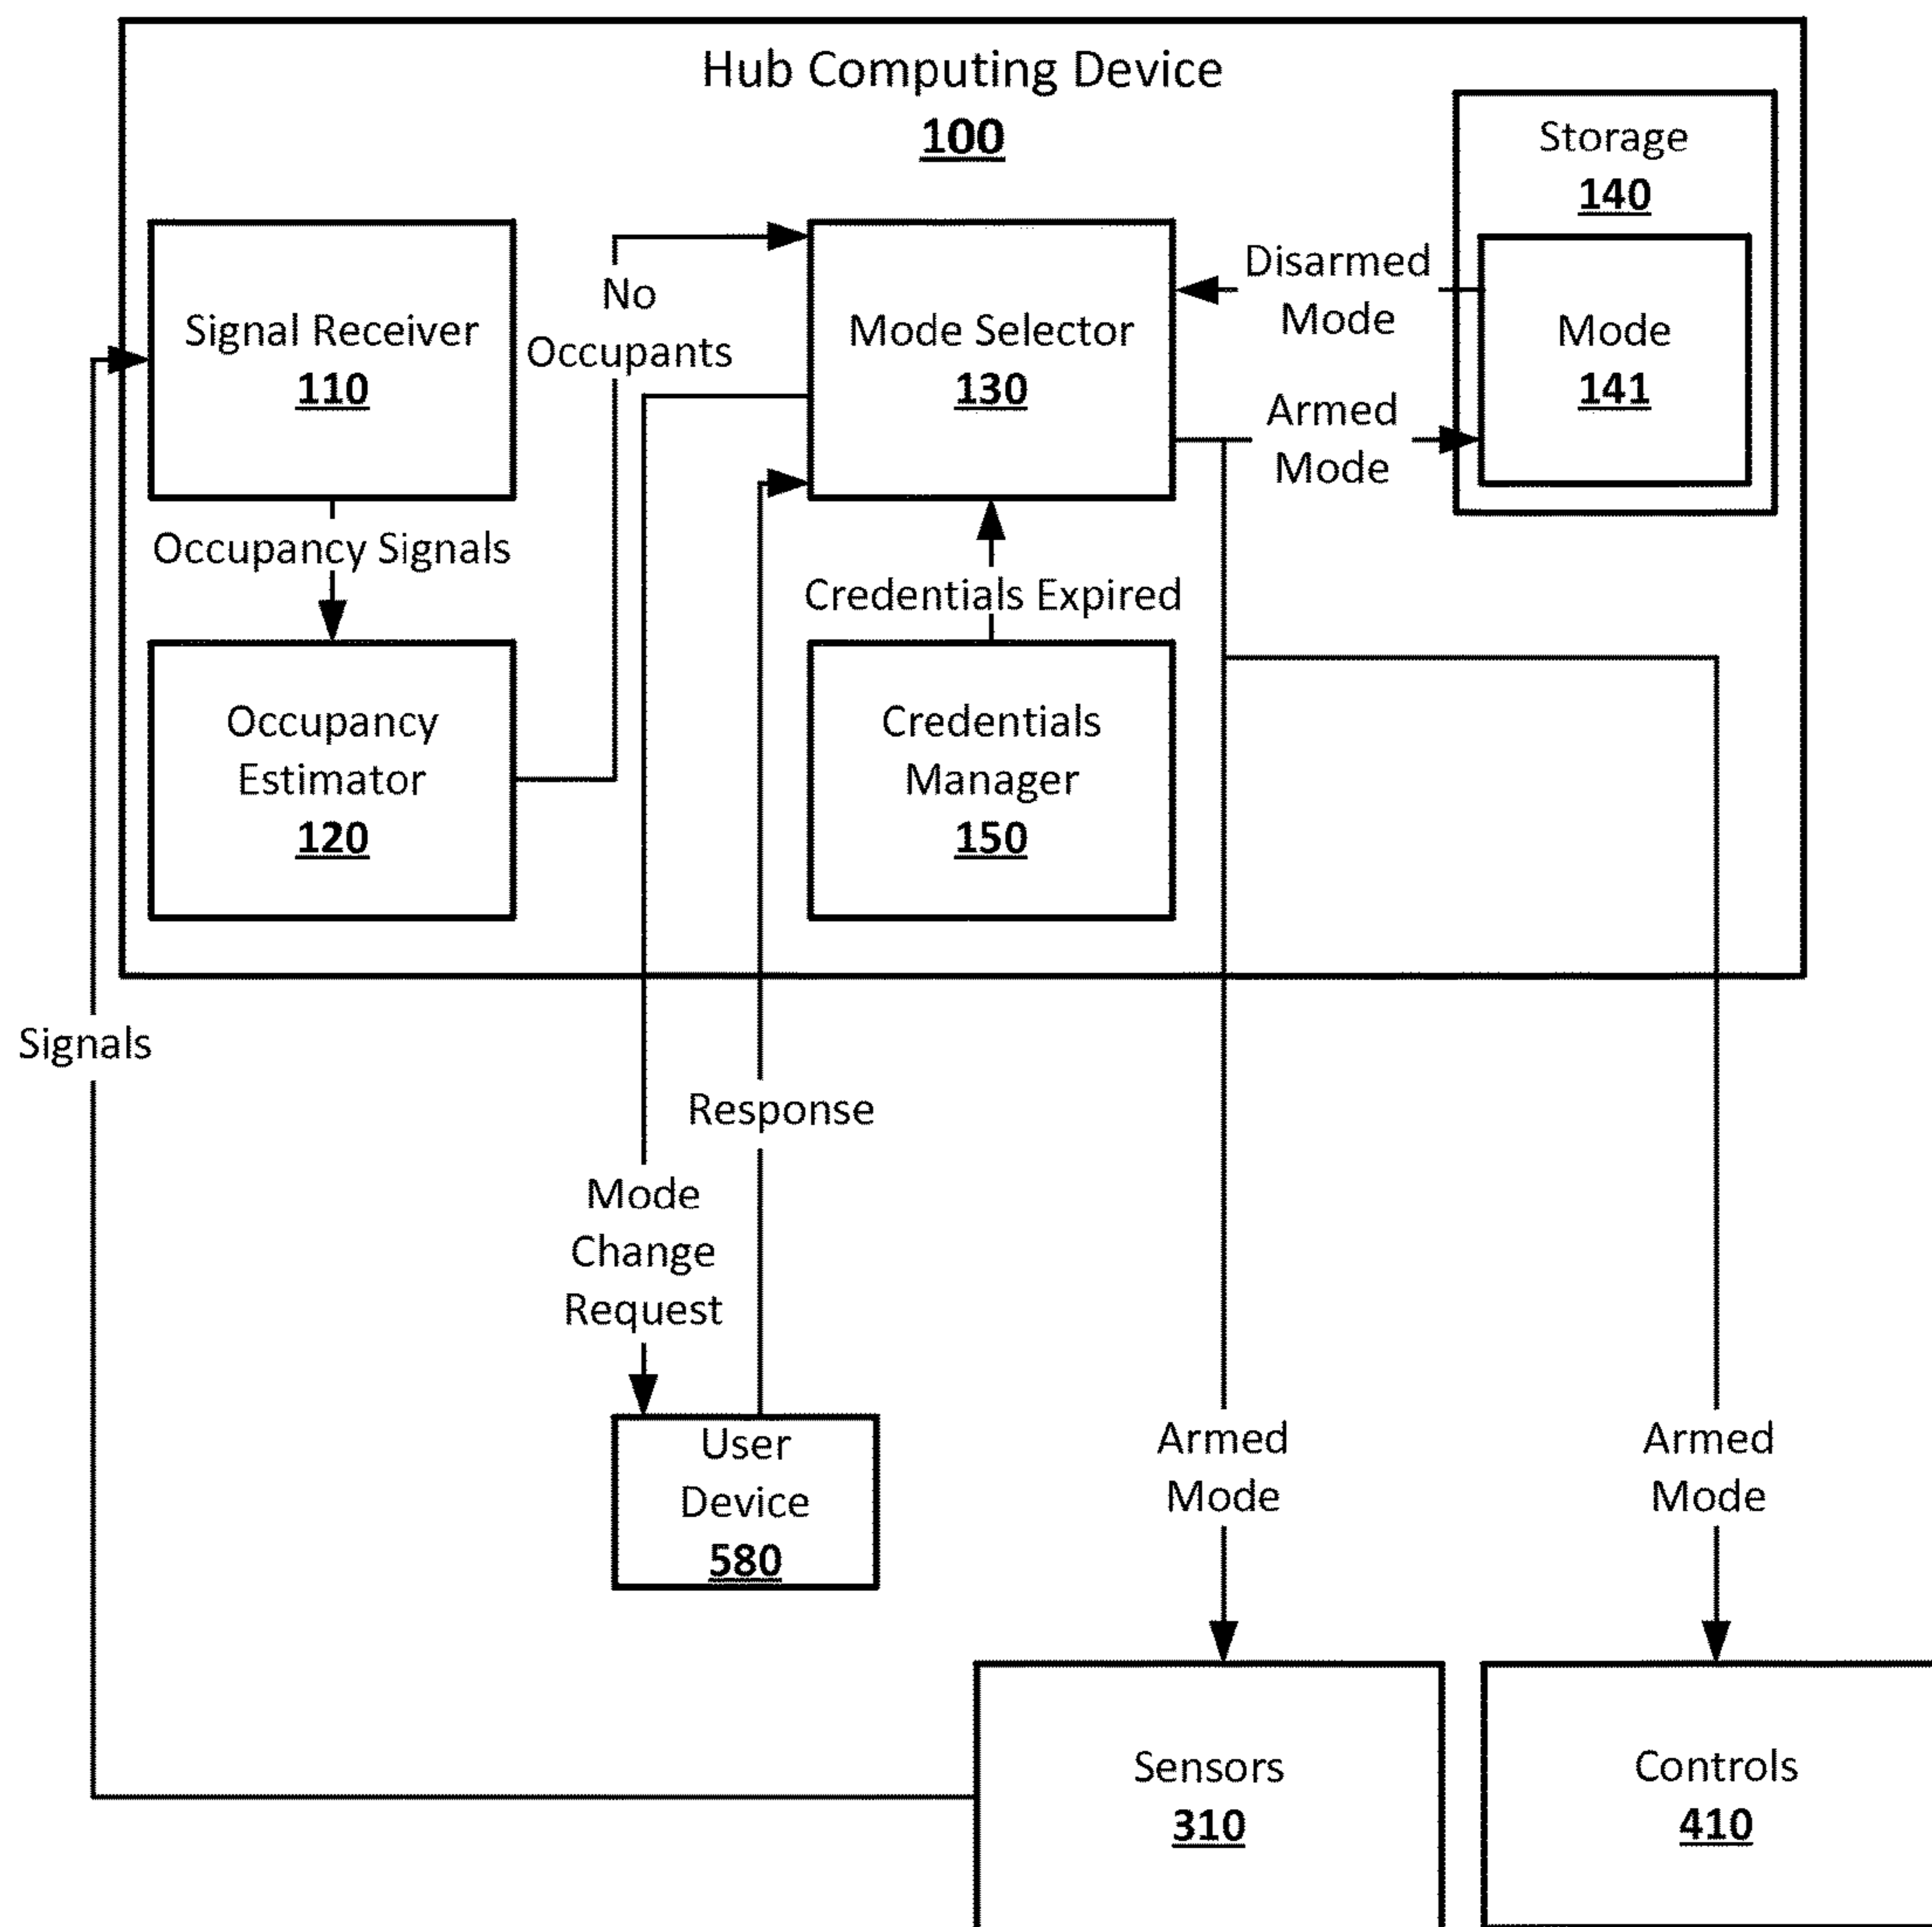 Hub Computing Device
100
Storage
140
Signal Receiver
110
No
Occupants
Mode Selector
130
Disarmed
Mode
Armed
Mode
Mode
141
Occupancy Signals
Credentials Expired
Occupancy
Estimator
120
Credentials
Manager
150
Signals
Response
Mode
Change
Request
User
Device
580
Armed
Mode
Armed
Mode
Sensors
310
Controls
410